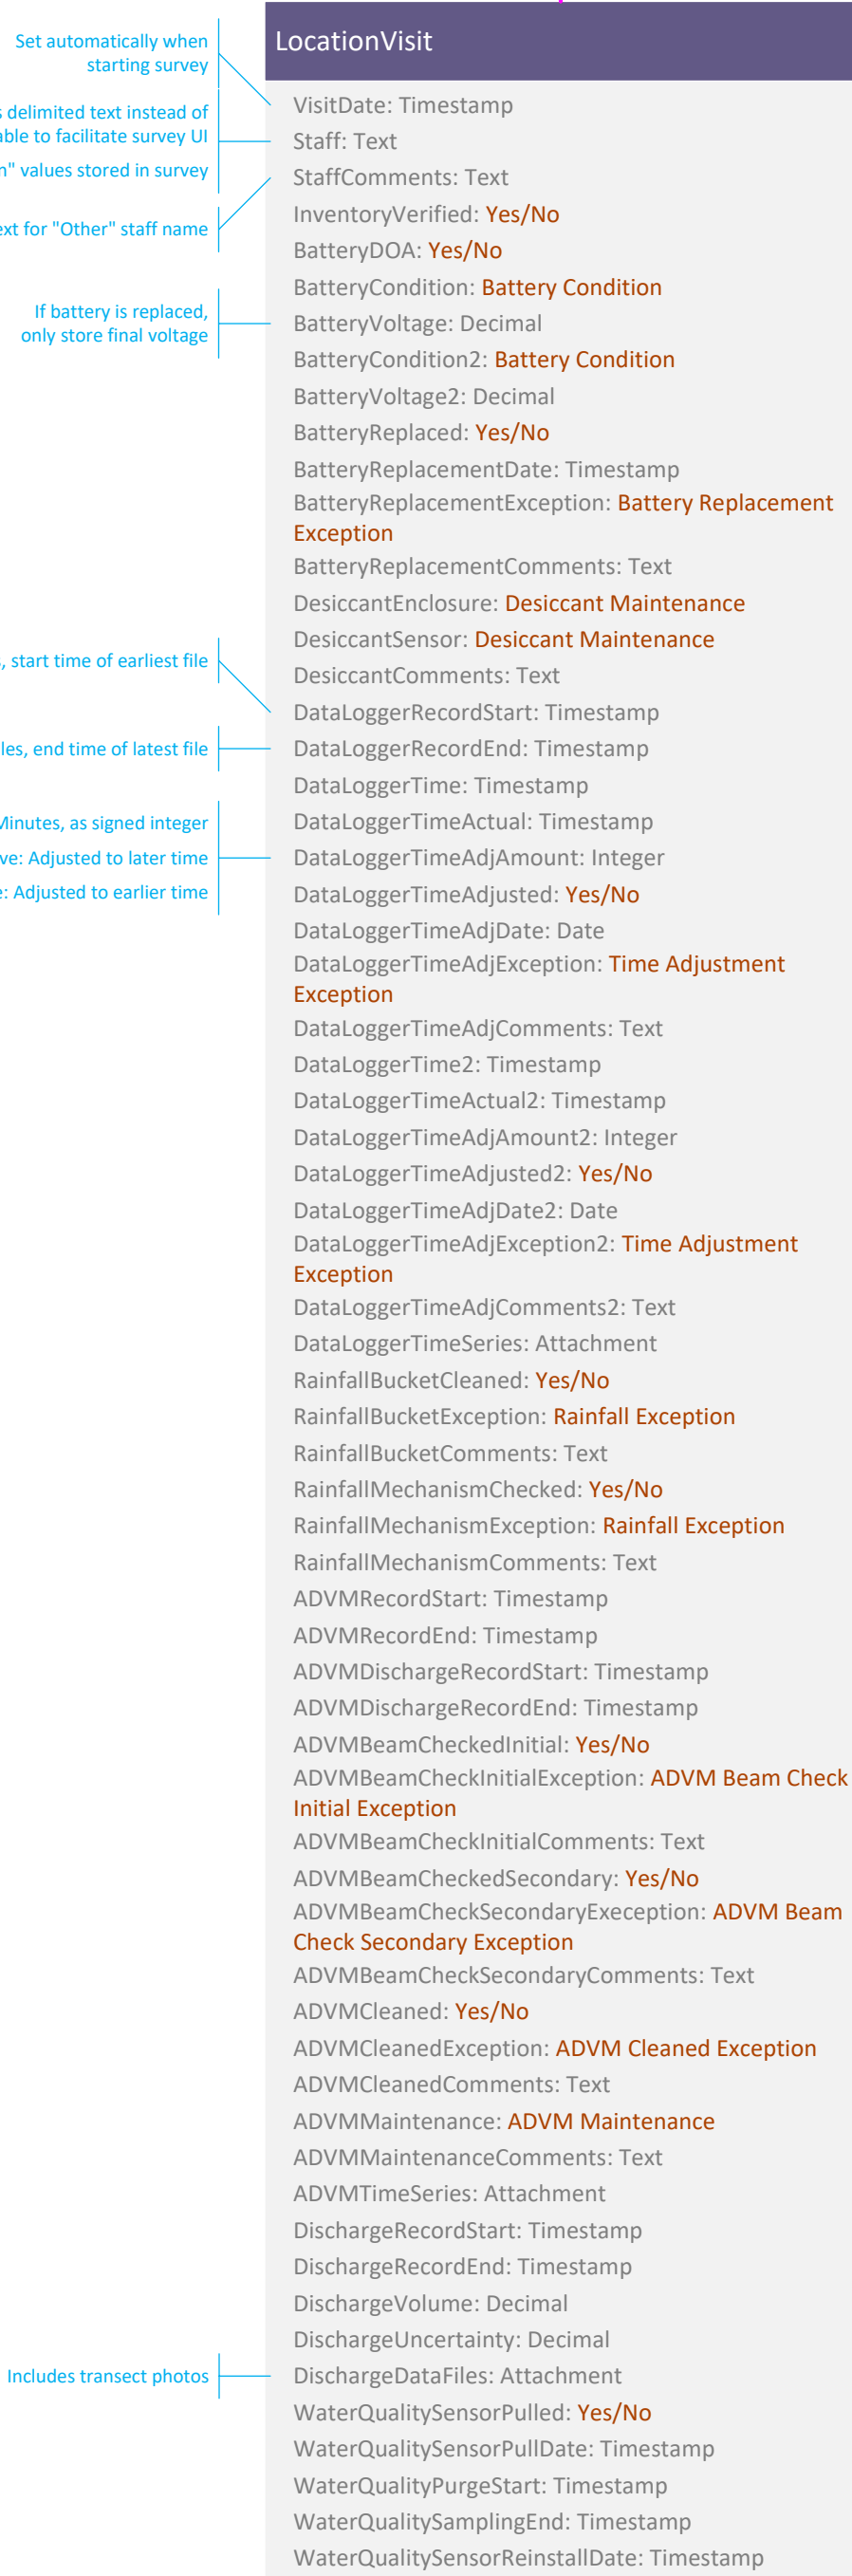 LocationVisit
Set automatically when
starting survey
delimited text instead of
to facilitate survey UI
values stored in survey
for "Other" staff name
If battery is replaced,
only store final voltage
start time of earliest file
end time of latest file
Minutes, as signed integer
Adjusted to later time
Adjusted to earlier time
Includes transect photos
VisitDate: Timestamp
Staff: Text
StaffComments: Text
InventoryVerified: Yes/No
BatteryDOA: Yes/No
BatteryCondition: Battery Condition
BatteryVoltage: Decimal
BatteryCondition2: Battery Condition
BatteryVoltage2: Decimal
BatteryReplaced: Yes/No
BatteryReplacementDate: Timestamp
BatteryReplacementException: Battery Replacement
Exception
BatteryReplacementComments: Text
DesiccantEnclosure: Desiccant Maintenance
DesiccantSensor: Desiccant Maintenance
DesiccantComments: Text
DataLoggerRecordStart: Timestamp
DataLoggerRecordEnd: Timestamp
DataLoggerTime: Timestamp
DataLoggerTimeActual: Timestamp
DataLoggerTimeAdjAmount: Integer
DataLoggerTimeAdjusted: Yes/No
DataLoggerTimeAdjDate: Date
DataLoggerTimeAdjException: Time Adjustment
Exception
DataLoggerTimeAdjComments: Text
DataLoggerTime2: Timestamp
DataLoggerTimeActual2: Timestamp
DataLoggerTimeAdjAmount2: Integer
DataLoggerTimeAdjusted2: Yes/No
DataLoggerTimeAdjDate2: Date
DataLoggerTimeAdjException2: Time Adjustment
Exception
DataLoggerTimeAdjComments2: Text
DataLoggerTimeSeries: Attachment
RainfallBucketCleaned: Yes/No
RainfallBucketException: Rainfall Exception
RainfallBucketComments: Text
RainfallMechanismChecked: Yes/No
RainfallMechanismException: Rainfall Exception
RainfallMechanismComments: Text
ADVMRecordStart: Timestamp
ADVMRecordEnd: Timestamp
ADVMDischargeRecordStart: Timestamp
ADVMDischargeRecordEnd: Timestamp
ADVMBeamCheckedInitial: Yes/No
ADVMBeamCheckInitialException: ADVM Beam Check
Initial Exception
ADVMBeamCheckInitialComments: Text
ADVMBeamCheckedSecondary: Yes/No
ADVMBeamCheckSecondaryExeception: ADVM Beam
Check Secondary Exception
ADVMBeamCheckSecondaryComments: Text
ADVMCleaned: Yes/No
ADVMCleanedException: ADVM Cleaned Exception
ADVMCleanedComments: Text
ADVMMaintenance: ADVM Maintenance
ADVMMaintenanceComments: Text
ADVMTimeSeries: Attachment
DischargeRecordStart: Timestamp
DischargeRecordEnd: Timestamp
DischargeVolume: Decimal
DischargeUncertainty: Decimal
DischargeDataFiles: Attachment
WaterQualitySensorPulled: Yes/No
WaterQualitySensorPullDate: Timestamp
WaterQualityPurgeStart: Timestamp
WaterQualitySamplingEnd: Timestamp
WaterQualitySensorReinstallDate: Timestamp